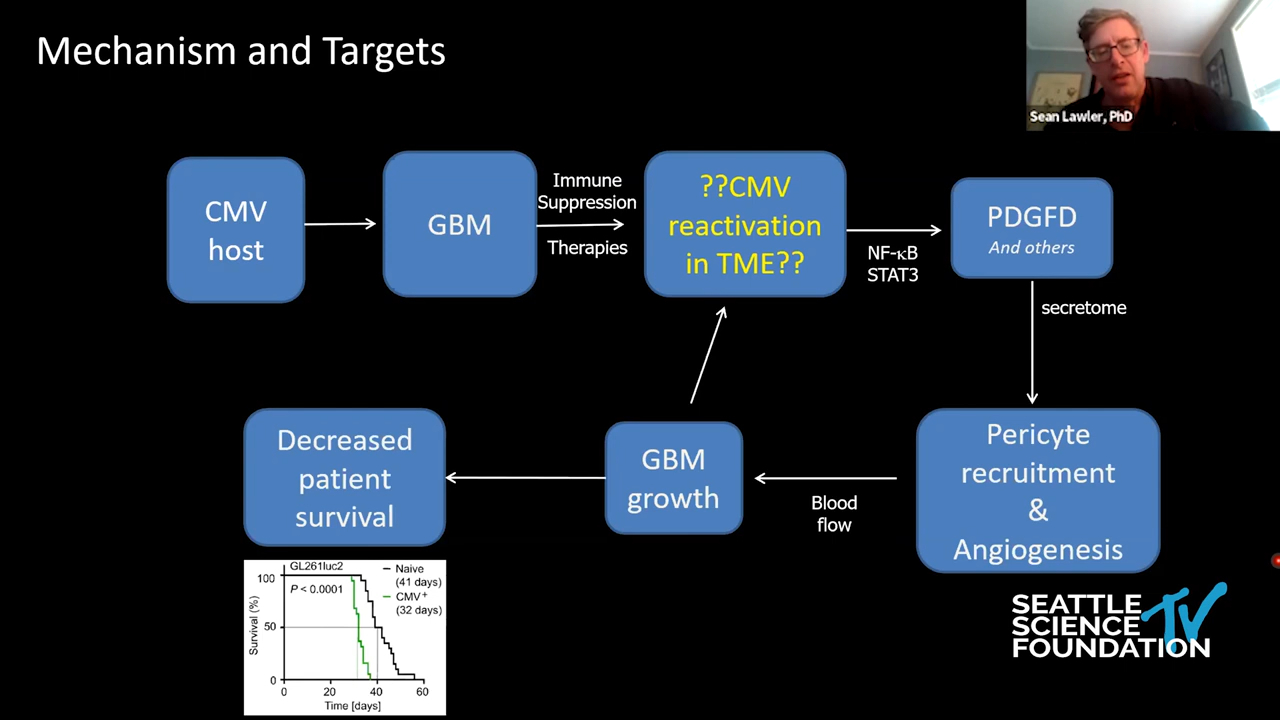 Mechanism and Targets
Sean Lawler, PhD
CMV
host
GBM
Immune
Suppression
Therapies
??CMV
reactivation
in TME??
NF-κB
STAT3
PDGFD
And others
secretome
Pericyte
recruitment
&
Angiogenesis
Blood
flow
GBM
growth
Decreased
patient
survival
GL261luc2
P < 0.0001
Naive
(41 days)
CMV+
(32 days)
Survival (%)
100
50
0
0 20 40 60
Time [days]
SEATTLE
SCIENCE
FOUNDATION
TV